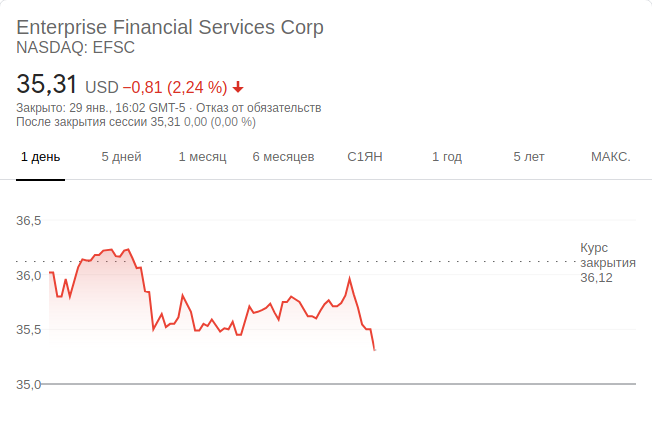 Enterprise Financial Services Corp
NASDAQ: EFSC
35,31 USD −0,81 (2,24 %)
Закрыто: 29 янв., 16:02 GMT-5 · Отказ от обязательств
После закрытия сессии 35,31 0,00 (0,00 %)
1 день 5 дней 1 месяц 6 месяцев С1ЯН 1 год 5 лет МАКС.
36,5
Курс
закрытия
36,12
36,0
35,5
35,0